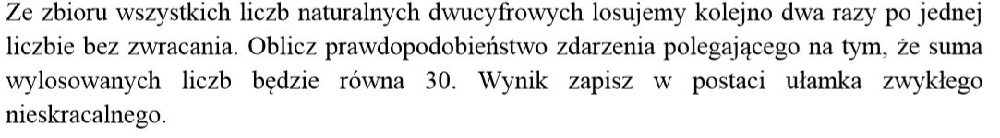 Ze zbioru wszystkich liczb naturalnych dwucyfrowych losujemy kolejno dwa razy po jednej
liczbie bez zwracania. Oblicz prawdopodobieństwo zdarzenia polegającego na tym, że suma
wylosowanych liczb będzie równa 30. Wynik zapisz w postaci ułamka zwykłego
nieskracalnego.